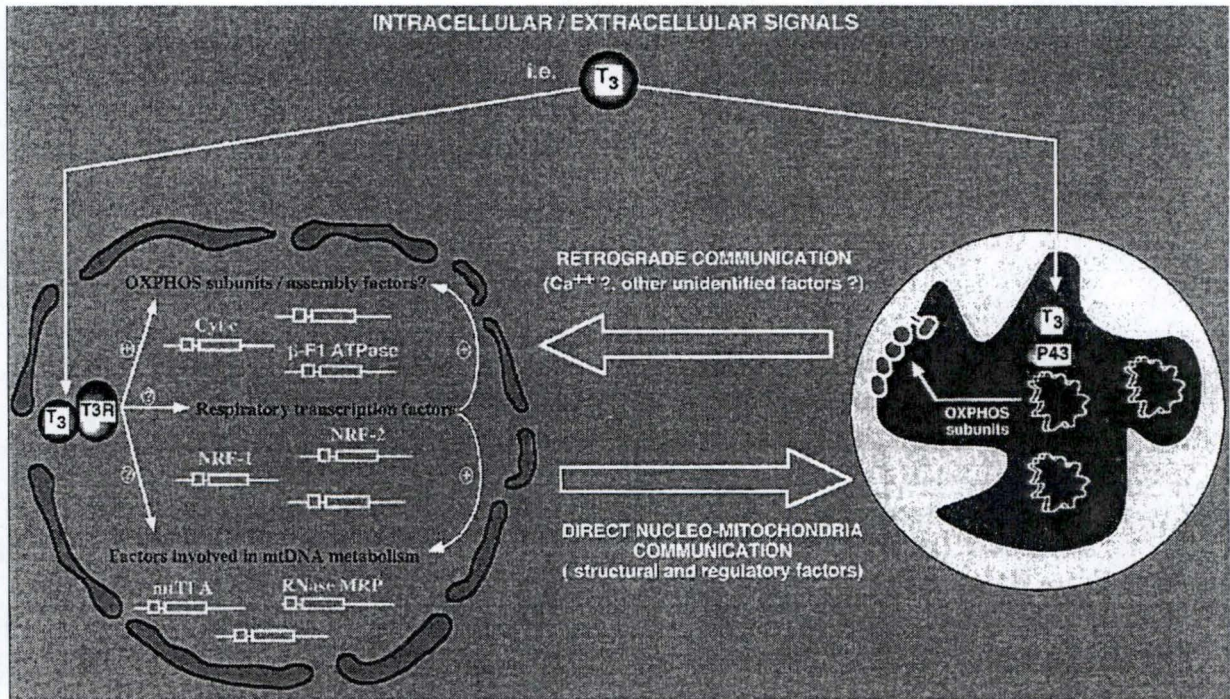 INTRACELLULAR / EXTRACELLULAR SIGNALS
i.e.
T3
RETROGRADE COMMUNICATION
(Ca++ ?, other unidentified factors ?)
OXPHOS subunits / assembly factors?
Cyt c
β-F1 ATPase
+
?
+
T3
T3R
Respiratory transcription factors
NRF-2
NRF-1
?
+
Factors involved in mtDNA metabolism
mtTFA
RNase MRP
DIRECT NUCLEO-MITOCHONDRIA
COMMUNICATION
( structural and regulatory factors)
T3
P43
OXPHOS
subunits